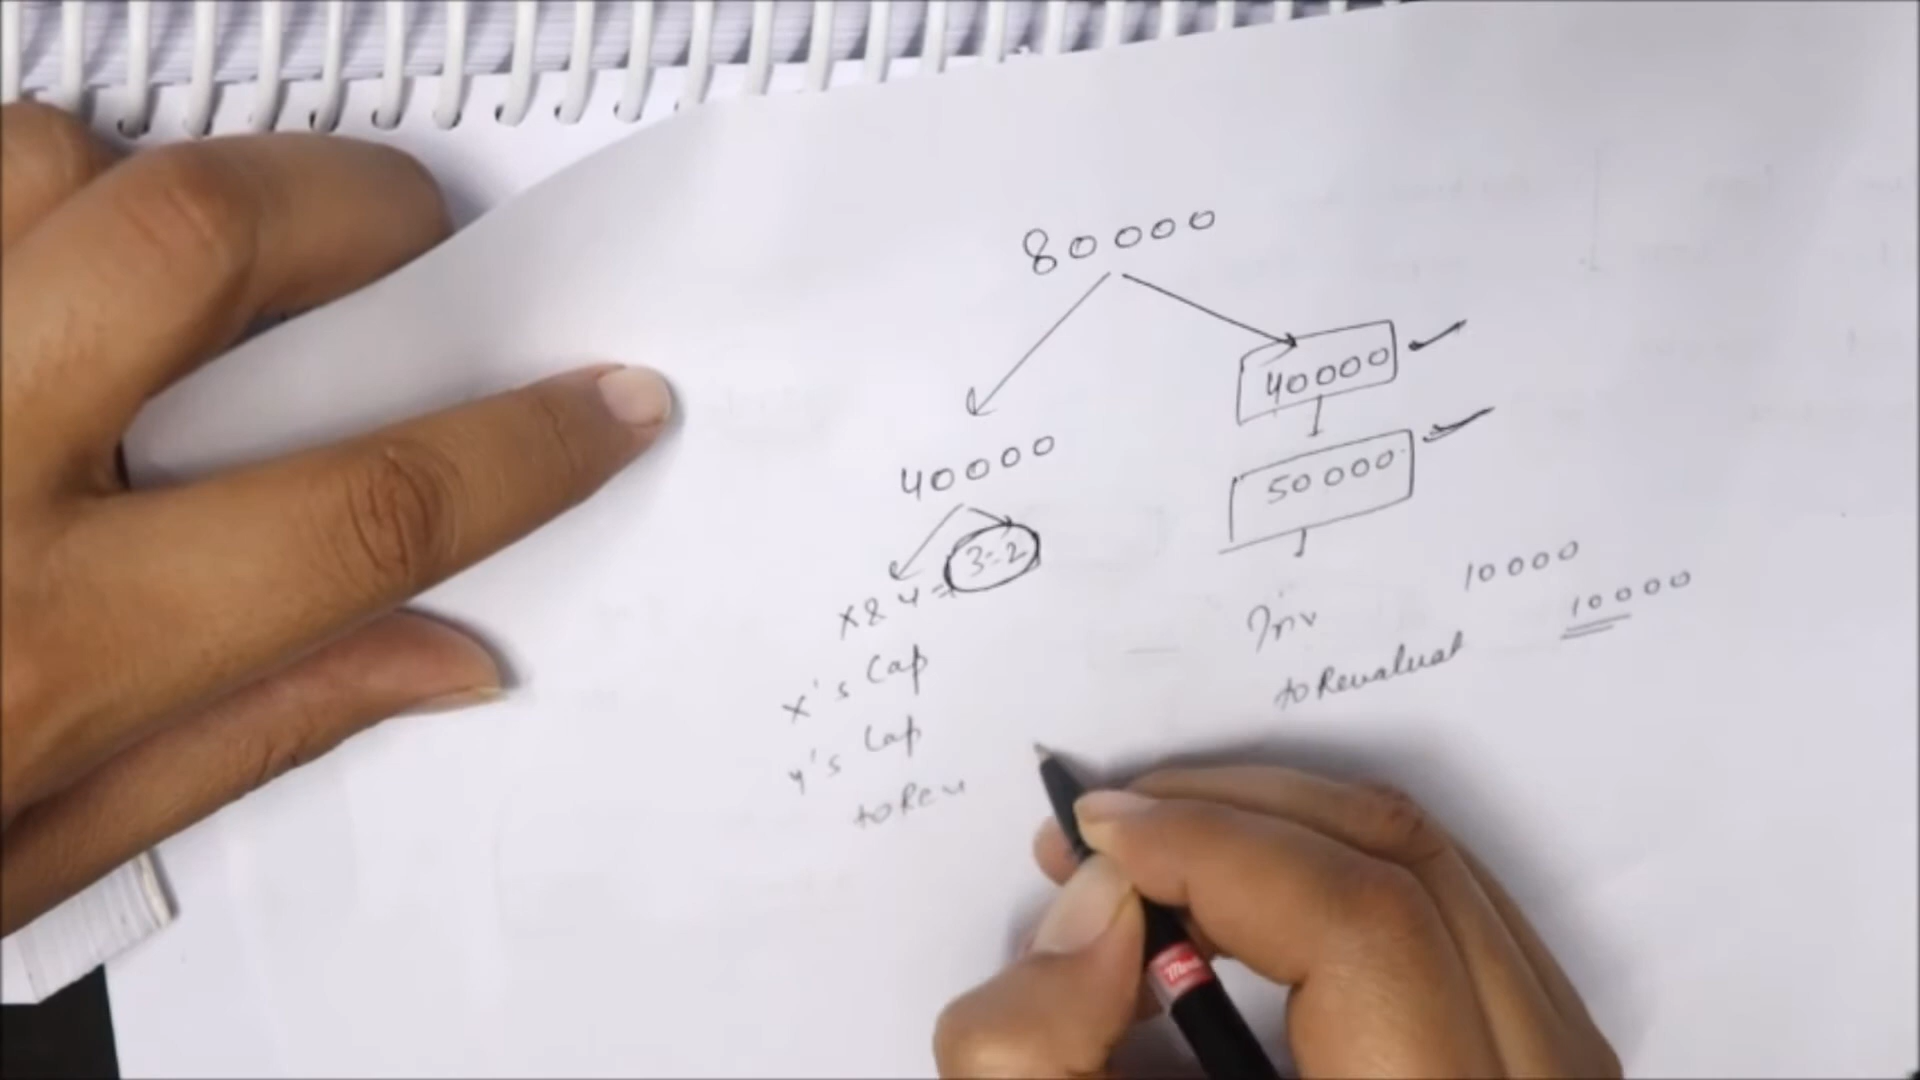 80000
40000
50000
40000
3:2
X & Y =
X's Cap
Y's Cap
to Rev
Inv 10000
to Revaluat 10000